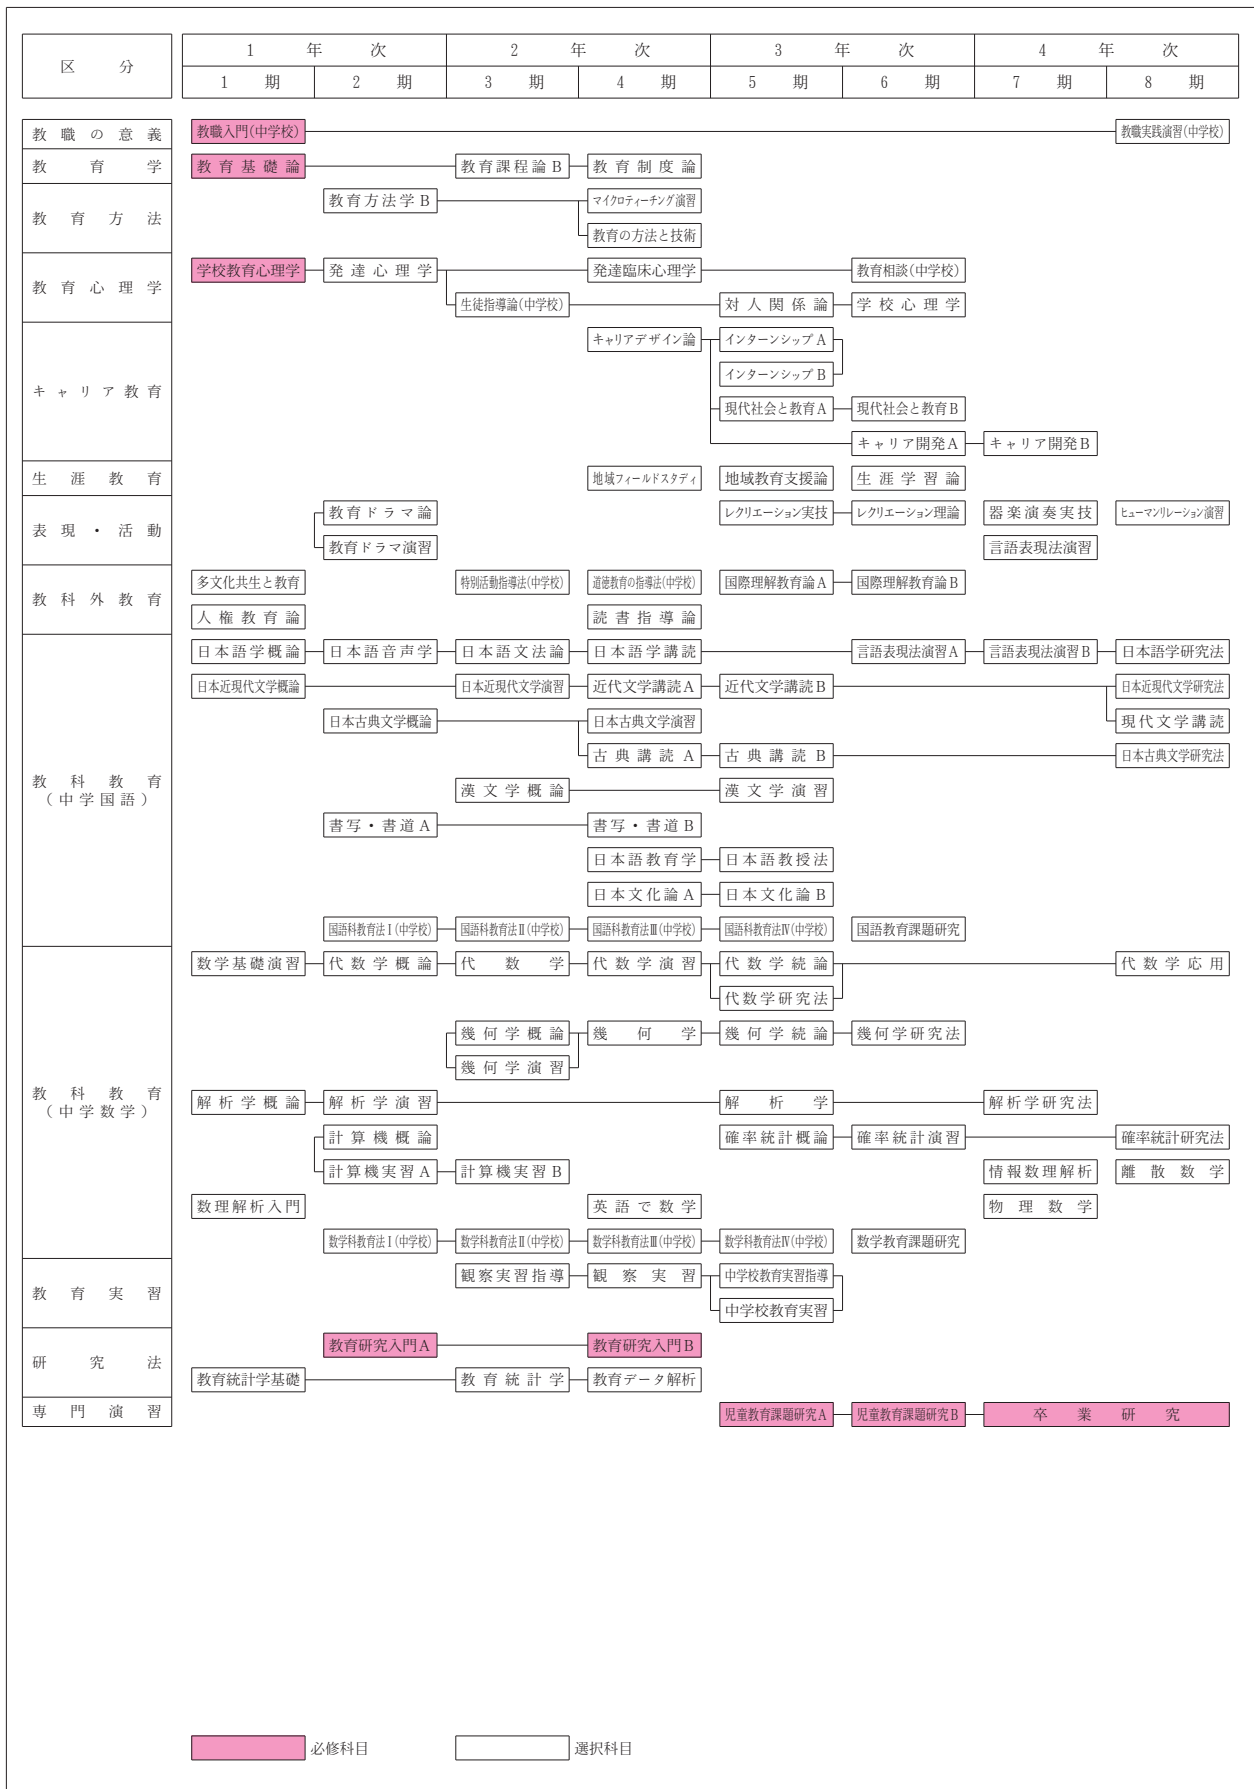 区分
1年次 2年次 3年次 4年次
1期 2期 3期 4期 5期 6期 7期 8期
教職の意義 教職入門(中学校) 教職実践演習(中学校)
教育学 教育基礎論 教育課程論B 教育制度論
教育方法 教育方法学B マイクロティーチング演習
教育の方法と技術
教育心理学 学校教育心理学 発達心理学 発達臨床心理学 教育相談(中学校)
生徒指導論(中学校) 対人関係論 学校心理学
キャリア教育 キャリアデザイン論 インターンシップA
インターンシップB
現代社会と教育A 現代社会と教育B
キャリア開発A キャリア開発B
生涯教育 地域フィールドスタディ 地域教育支援論 生涯学習論
表現・活動 教育ドラマ論 レクリエーション実技 レクリエーション理論 器楽演奏実技 ヒューマンリレーション演習
教育ドラマ演習 言語表現法演習
教科外教育 多文化共生と教育 特別活動指導法(中学校) 道徳教育の指導法(中学校) 国際理解教育論A 国際理解教育論B
人権教育論 読書指導論
教科教育
(中学国語)
日本語学概論 日本語音声学 日本語文法論 日本語学講読 言語表現法演習A 言語表現法演習B 日本語学研究法
日本近現代文学概論 日本近現代文学演習 近代文学講読A 近代文学講読B 日本近現代文学研究法
日本古典文学概論 日本古典文学演習 現代文学講読
古典講読A 古典講読B 日本古典文学研究法
漢文学概論 漢文学演習
書写・書道A 書写・書道B
日本語教育学 日本語教授法
日本文化論A 日本文化論B
国語科教育法Ⅰ(中学校) 国語科教育法Ⅱ(中学校) 国語科教育法Ⅲ(中学校) 国語科教育法Ⅳ(中学校) 国語教育課題研究
教科教育
(中学数学)
数学基礎演習 代数学概論 代数学 代数学演習 代数学続論 代数学応用
代数学研究法
幾何学概論 幾何学 幾何学続論 幾何学研究法
幾何学演習
解析学概論 解析学演習 解析学 解析学研究法
計算機概論 確率統計概論 確率統計演習 確率統計研究法
計算機実習A 計算機実習B 情報数理解析 離散数学
数理解析入門 英語で数学 物理数学
数学科教育法Ⅰ(中学校) 数学科教育法Ⅱ(中学校) 数学科教育法Ⅲ(中学校) 数学科教育法Ⅳ(中学校) 数学教育課題研究
教育実習 観察実習指導 観察実習 中学校教育実習指導
中学校教育実習
研究法 教育研究入門A 教育研究入門B
教育統計学基礎 教育統計学 教育データ解析
専門演習 児童教育課題研究A 児童教育課題研究B 卒業研究
必修科目 選択科目